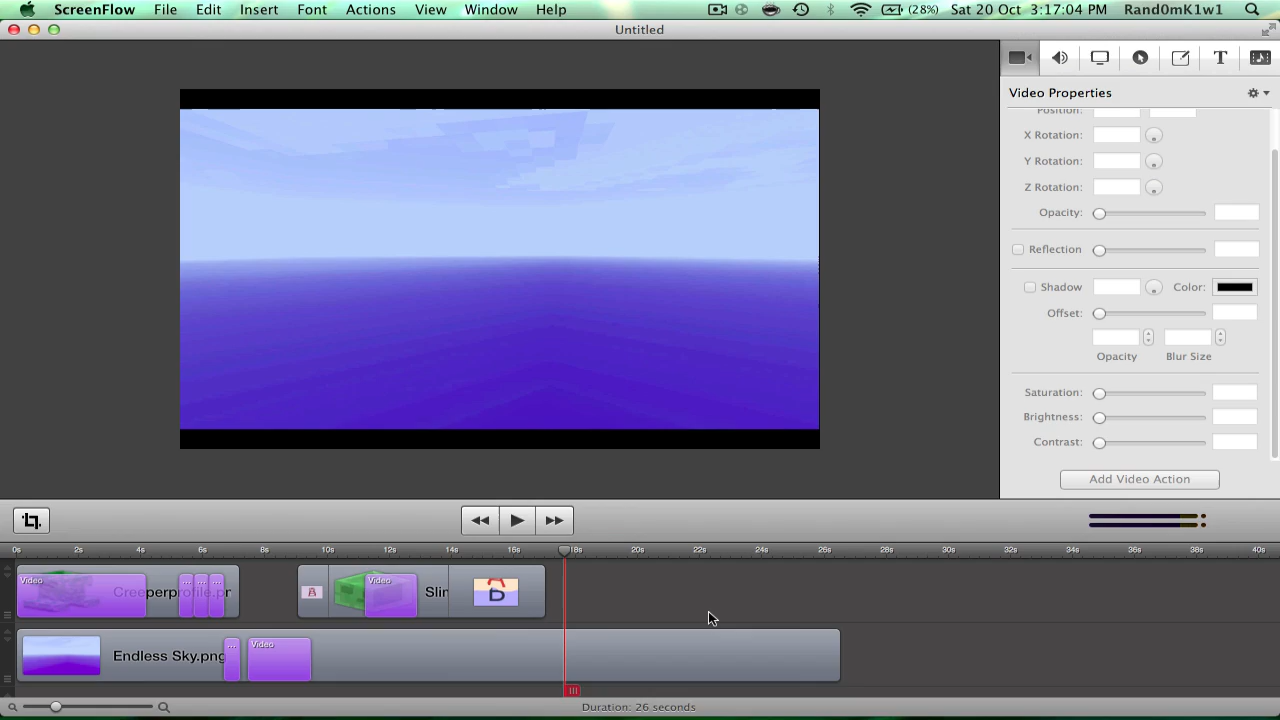 ScreenFlow File Edit Insert Font Actions View Window Help (28%) Sat 20 Oct 3:17:04 PM Rand0mK1w1
Untitled
T
Video Properties
Position:
X Rotation:
Y Rotation:
Z Rotation:
Opacity:
Reflection
Shadow Color:
Offset:
Opacity Blur Size
Saturation:
Brightness:
Contrast:
Add Video Action
0s 2s 4s 6s 8s 10s 12s 14s 16s 18s 20s 22s 24s 26s 28s 30s 32s 34s 36s 38s 40s
Video Creeperprofile.pr ... ... ... Video Slir
Endless Sky.png ... Video
Duration: 26 seconds